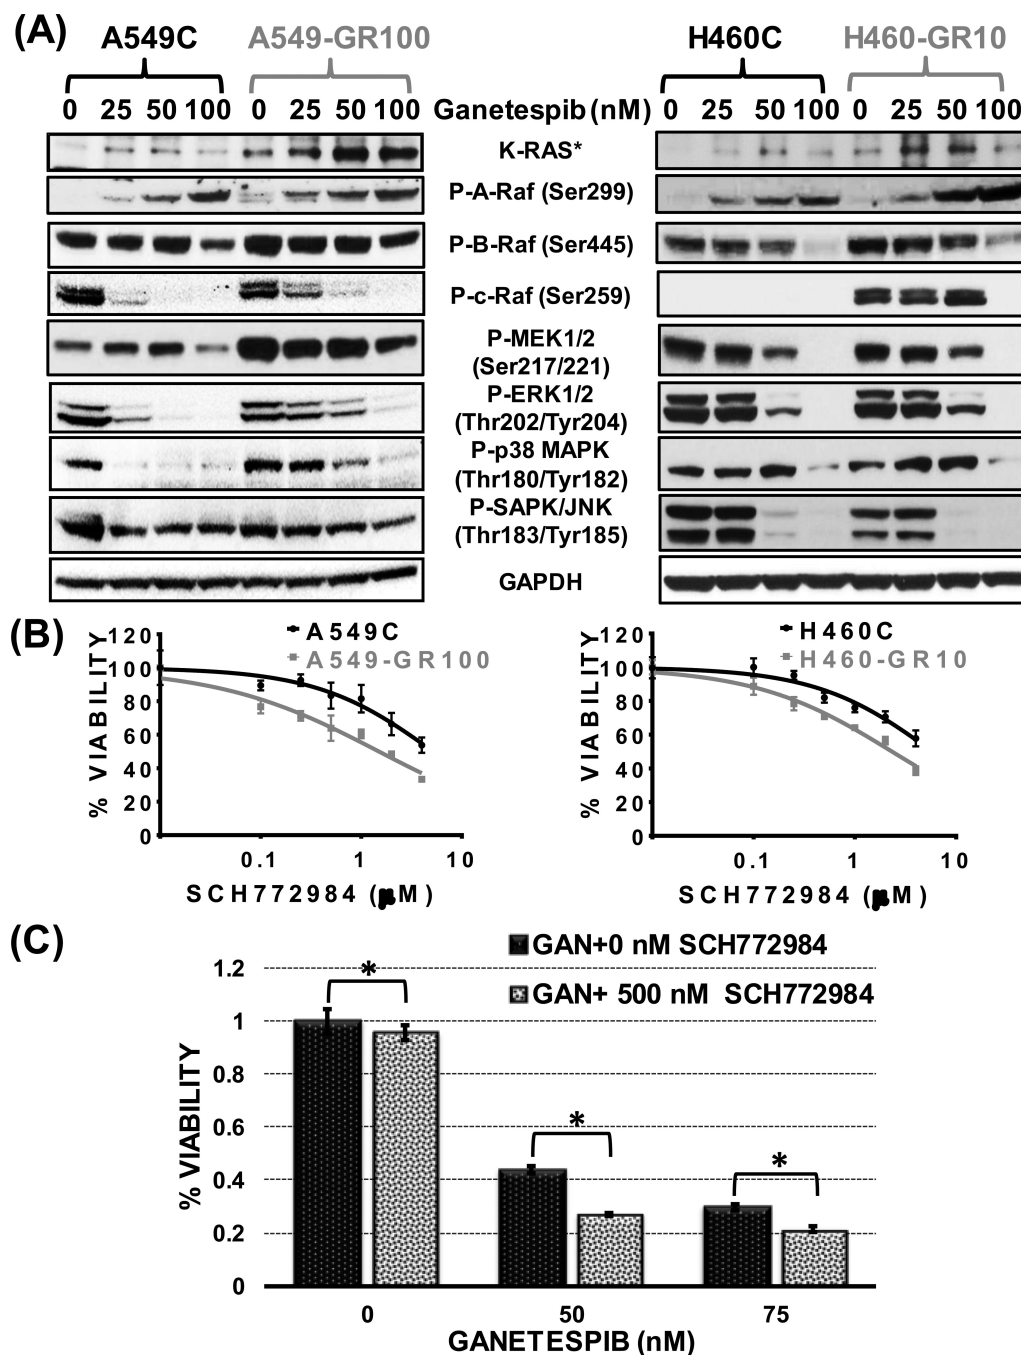 (A)
A549C A549-GR100 H460C H460-GR10
0 25 50 100 0 25 50 100 Ganetespib (nM) 0 25 50 100 0 25 50 100
K-RAS*
P-A-Raf (Ser299)
P-B-Raf (Ser445)
P-c-Raf (Ser259)
P-MEK1/2
(Ser217/221)
P-ERK1/2
(Thr202/Tyr204)
P-p38 MAPK
(Thr180/Tyr182)
P-SAPK/JNK
(Thr183/Tyr185)
GAPDH
(B)
% VIABILITY
120
100
80
60
40
20
0
A549C
A549-GR100
0.1 1 10
SCH772984 (µM)
% VIABILITY
120
100
80
60
40
20
0
H460C
H460-GR10
0.1 1 10
SCH772984 (µM)
(C)
GAN+0 nM SCH772984
GAN+ 500 nM SCH772984
% VIABILITY
1.2
1
0.8
0.6
0.4
0.2
0
*
*
*
0 50 75
GANETESPIB (nM)